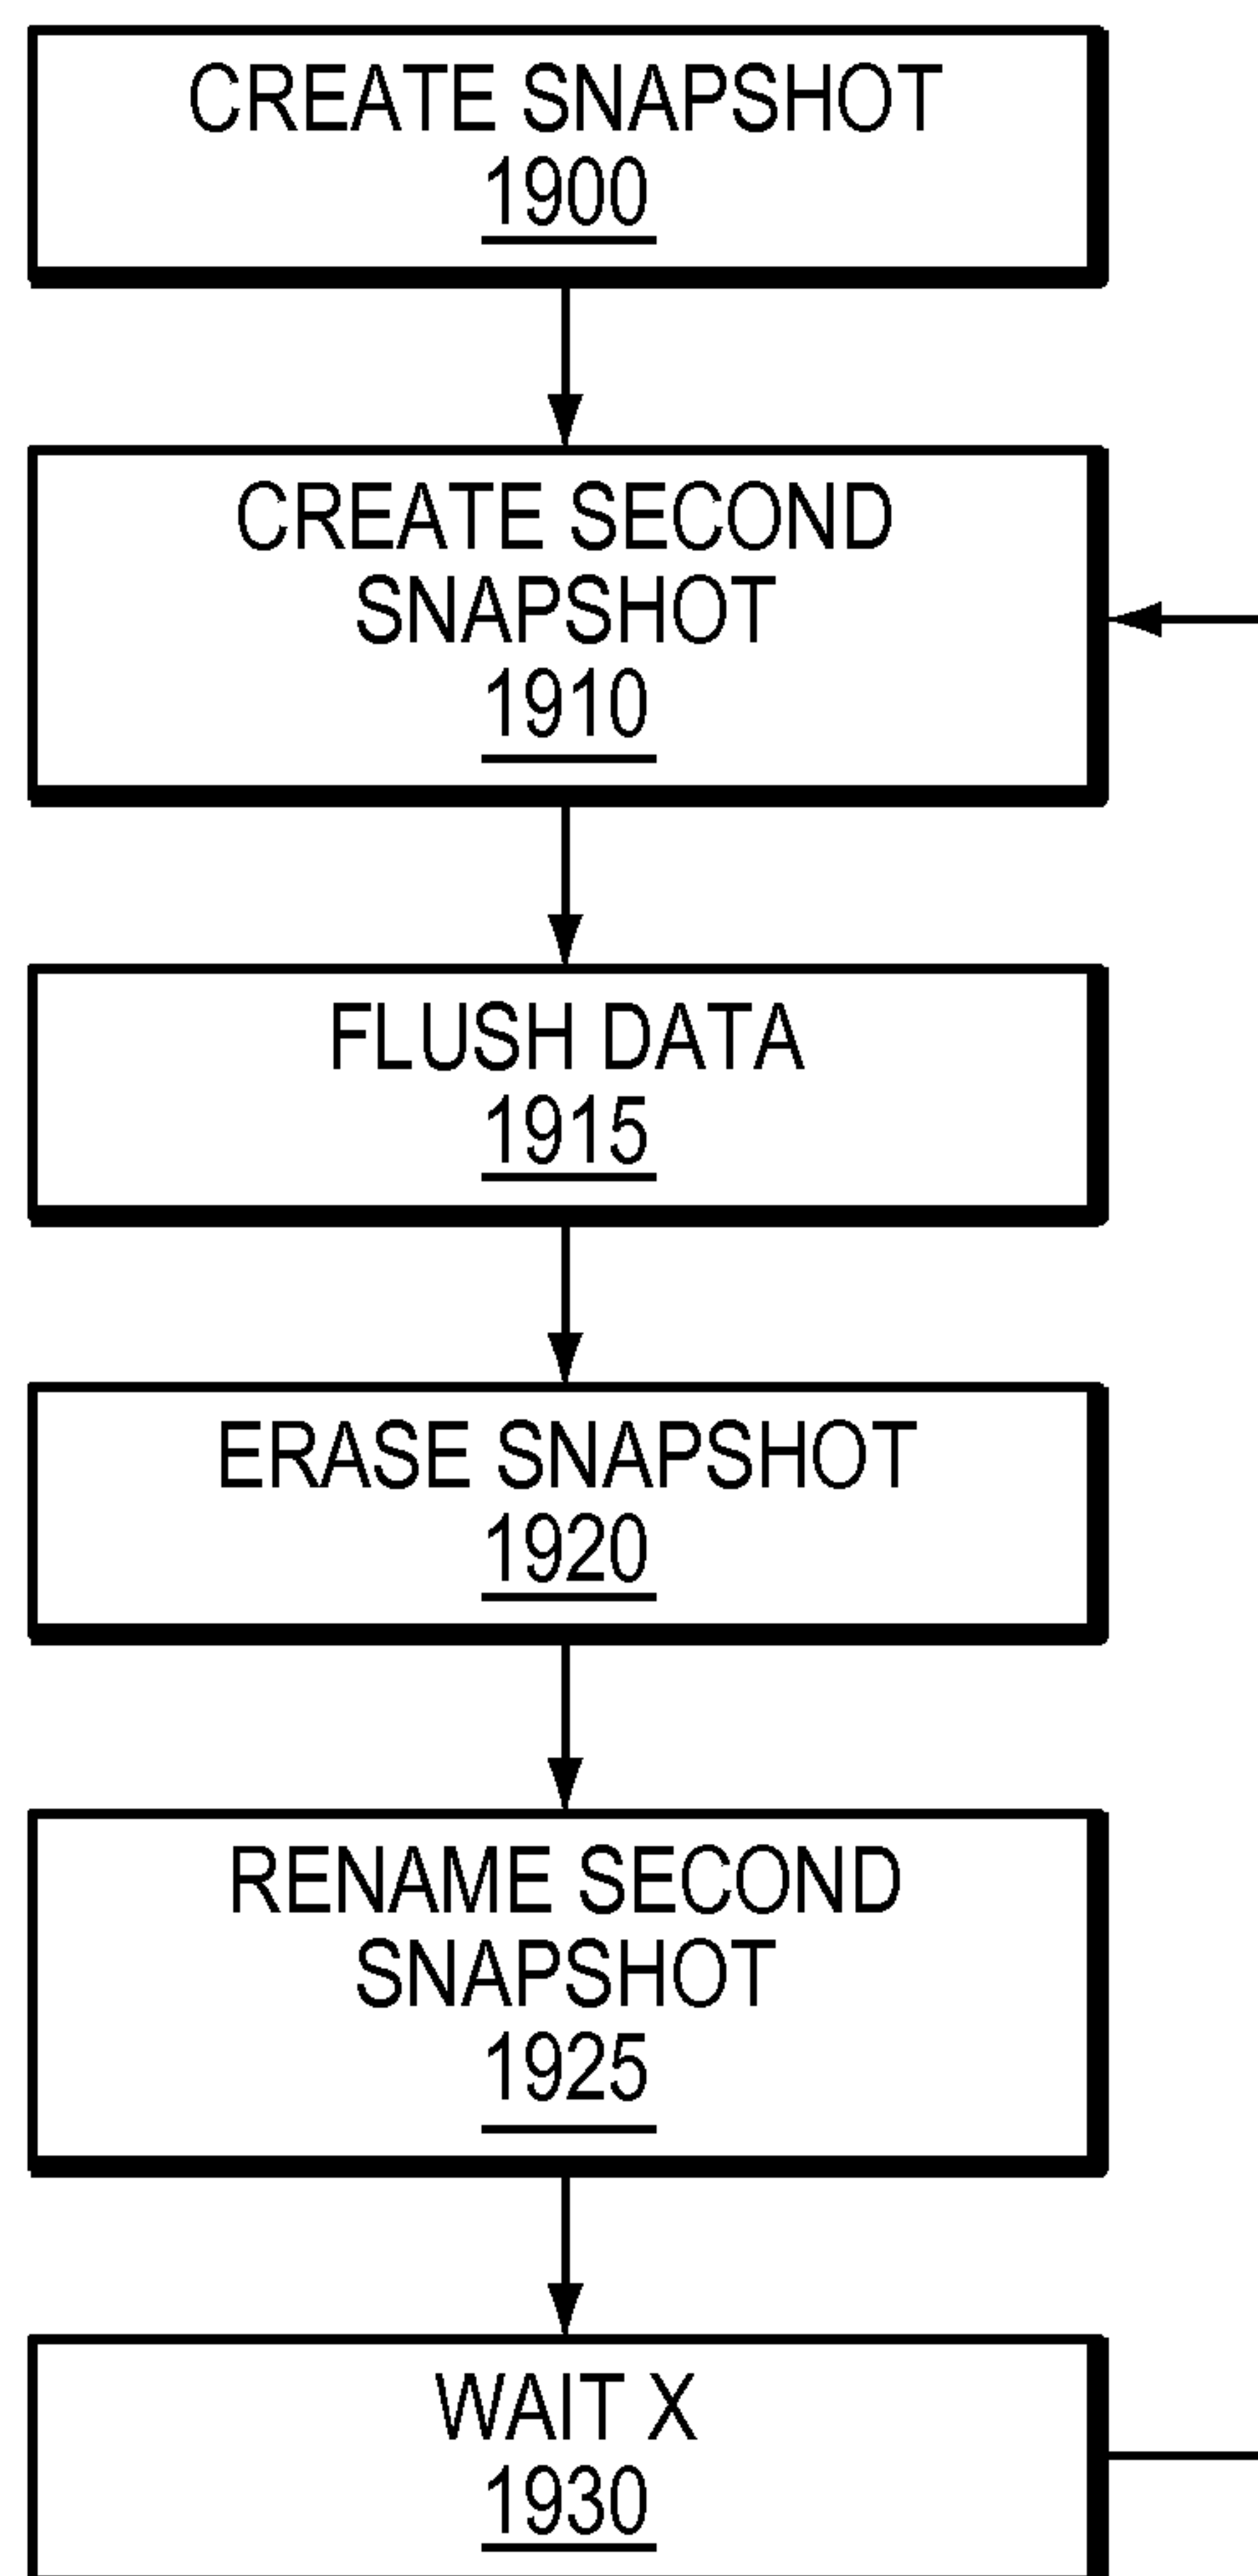 CREATE SNAPSHOT
1900
CREATE SECOND
SNAPSHOT
1910
FLUSH DATA
1915
ERASE SNAPSHOT
1920
RENAME SECOND
SNAPSHOT
1925
WAIT X
1930